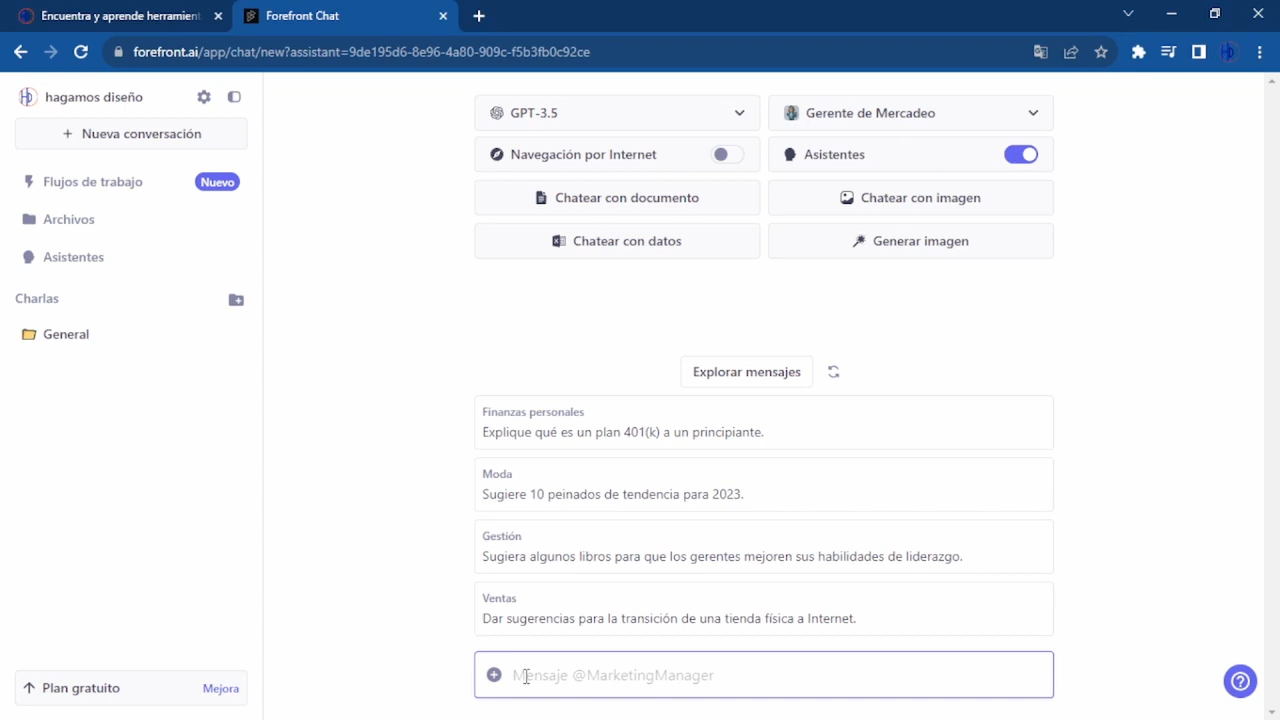 Encuentra y aprende herramient
Forefront Chat
forefront.ai/app/chat/new?assistant=9de195d6-8e96-4a80-909c-f5b3fb0c92ce
hagamos diseño
+ Nueva conversación
Flujos de trabajo
Nuevo
Archivos
Asistentes
Charlas
General
Plan gratuito
Mejora
GPT-3.5
Gerente de Mercadeo
Navegación por Internet
Asistentes
Chatear con documento
Chatear con imagen
Chatear con datos
Generar imagen
Explorar mensajes
Finanzas personales
Explique qué es un plan 401(k) a un principiante.
Moda
Sugiere 10 peinados de tendencia para 2023.
Gestión
Sugiera algunos libros para que los gerentes mejoren sus habilidades de liderazgo.
Ventas
Dar sugerencias para la transición de una tienda física a Internet.
Mensaje @MarketingManager